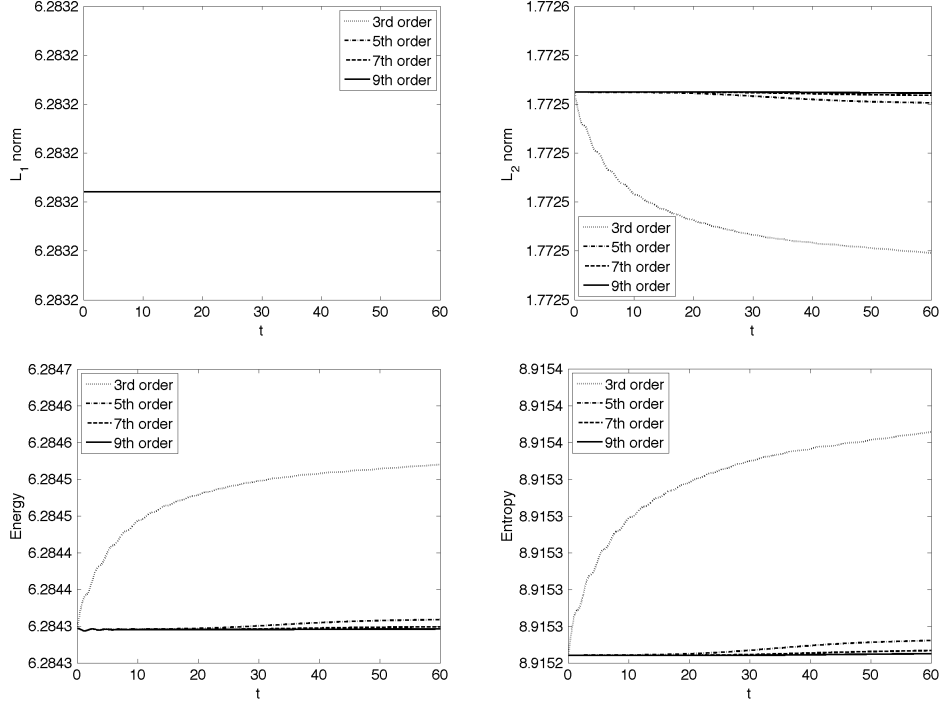 6.2832
6.2832
6.2832
6.2832
6.2832
6.2832
6.2832
L1 norm
0 10 20 30 40 50 60
t
3rd order
5th order
7th order
9th order
1.7726
1.7725
1.7725
1.7725
1.7725
1.7725
1.7725
L2 norm
0 10 20 30 40 50 60
t
3rd order
5th order
7th order
9th order
6.2847
6.2846
6.2846
6.2845
6.2845
6.2844
6.2844
6.2843
6.2843
Energy
0 10 20 30 40 50 60
t
3rd order
5th order
7th order
9th order
8.9154
8.9154
8.9154
8.9153
8.9153
8.9153
8.9153
8.9153
8.9152
Entropy
0 10 20 30 40 50 60
t
3rd order
5th order
7th order
9th order